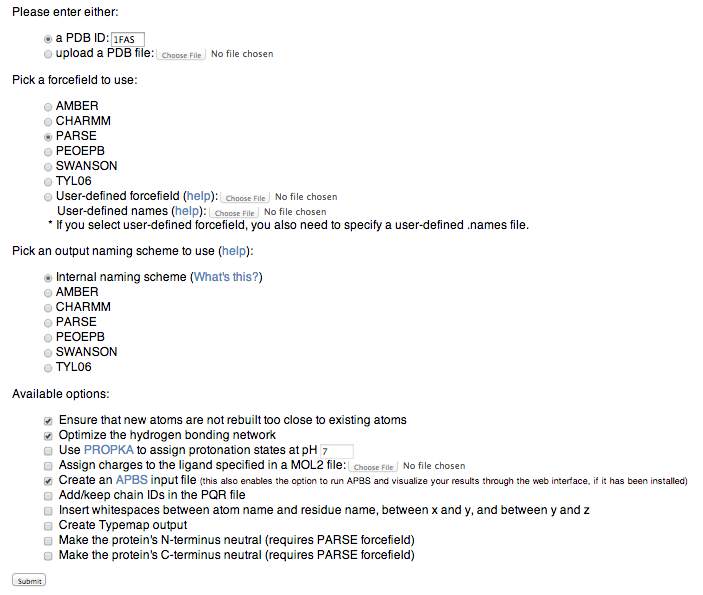 Please enter either:
a PDB ID: 1FAS
upload a PDB file: Choose File No file chosen
Pick a forcefield to use:
AMBER
CHARMM
PARSE
PEOEPB
SWANSON
TYL06
User-defined forcefield (help): Choose File No file chosen
User-defined names (help): Choose File No file chosen
* If you select user-defined forcefield, you also need to specify a user-defined .names file.
Pick an output naming scheme to use (help):
Internal naming scheme (What's this?)
AMBER
CHARMM
PARSE
PEOEPB
SWANSON
TYL06
Available options:
Ensure that new atoms are not rebuilt too close to existing atoms
Optimize the hydrogen bonding network
Use PROPKA to assign protonation states at pH 7
Assign charges to the ligand specified in a MOL2 file: Choose File No file chosen
Create an APBS input file (this also enables the option to run APBS and visualize your results through the web interface, if it has been installed)
Add/keep chain IDs in the PQR file
Insert whitespaces between atom name and residue name, between x and y, and between y and z
Create Typemap output
Make the protein's N-terminus neutral (requires PARSE forcefield)
Make the protein's C-terminus neutral (requires PARSE forcefield)
Submit